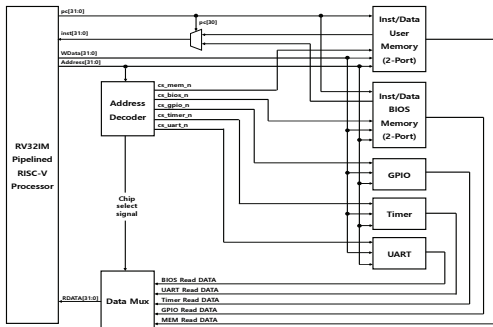 pc[31:0]
pc[30]
inst[31:0]
WData[31:0]
Address[31:0]
Inst/Data
User
Memory
(2-Port)
cs_mem_n
cs_bios_n
cs_gpio_n
cs_timer_n
cs_uart_n
Address
Decoder
Inst/Data
BIOS
Memory
(2-Port)
RV32IM
Pipelined
RISC-V
Processor
GPIO
Chip
select
signal
Timer
UART
RDATA[31:0]
Data Mux
BIOS Read DATA
UART Read DATA
Timer Read DATA
GPIO Read DATA
MEM Read DATA